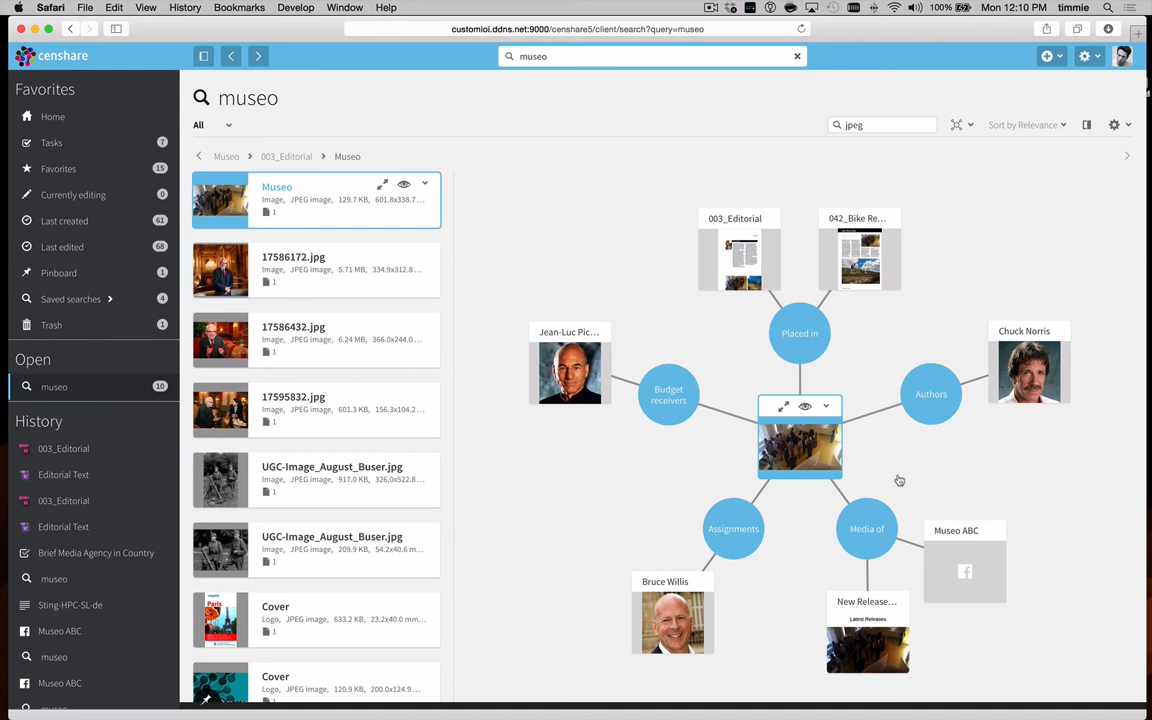 Safari File Edit View History Bookmarks Develop Window Help 100% Mon 12:10 PM timmie
customioi.ddns.net:9000/censhare5/client/search?query=museo
censhare museo
Favorites
Home
Tasks 7
Favorites 15
Currently editing 0
Last created 61
Last edited 68
Pinboard 1
Saved searches 4
Trash 1
Open
museo 10
History
003_Editorial
Editorial Text
003_Editorial
Editorial Text
Brief Media Agency in Country
museo
Sting-HPC-SL-de
Museo ABC
museo
Museo ABC
museo
All jpeg Sort by Relevance
Museo 003_Editorial Museo
Museo
Image, JPEG image, 129.7 KB, 601.8x338.7 ...
1
17586172.jpg
Image, JPEG image, 5.71 MB, 334.9x312.8 ...
1
17586432.jpg
Image, JPEG image, 6.24 MB, 366.0x244.0 ...
1
17595832.jpg
Image, JPEG image, 601.3 KB, 156.3x104.2 ...
1
UGC-Image_August_Buser.jpg
Image, JPEG image, 917.0 KB, 326.0x522.8 ...
1
UGC-Image_August_Buser.jpg
Image, JPEG image, 209.9 KB, 54.2x40.6 m...
1
Cover
Logo, JPEG image, 633.2 KB, 23.2x40.0 mm...
1
Cover
Logo, JPEG image, 120.9 KB, 200.0x124.9 ...
1
003_Editorial
042_Bike Re...
Placed in
Jean-Luc Pic...
Budget
receivers
Chuck Norris
Authors
Assignments
Bruce Willis
Media of
Museo ABC
New Release...
Latest Releases